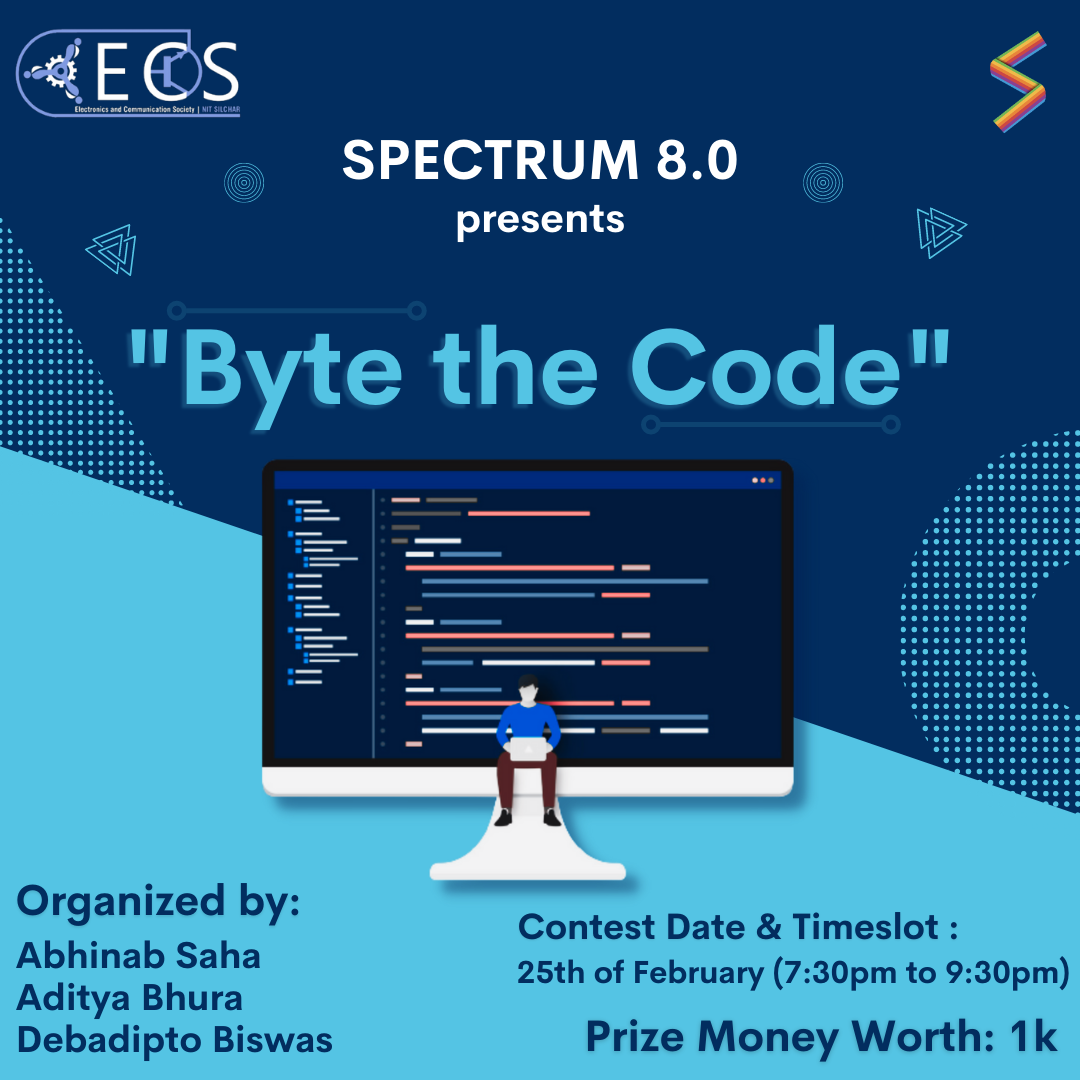 ECS
Electronics and Communication Society | NIT SILCHAR
SPECTRUM 8.0
presents
"Byte the Code"
Organized by:
Abhinab Saha
Aditya Bhura
Debadipto Biswas
Contest Date & Timeslot :
25th of February (7:30pm to 9:30pm)
Prize Money Worth: 1k